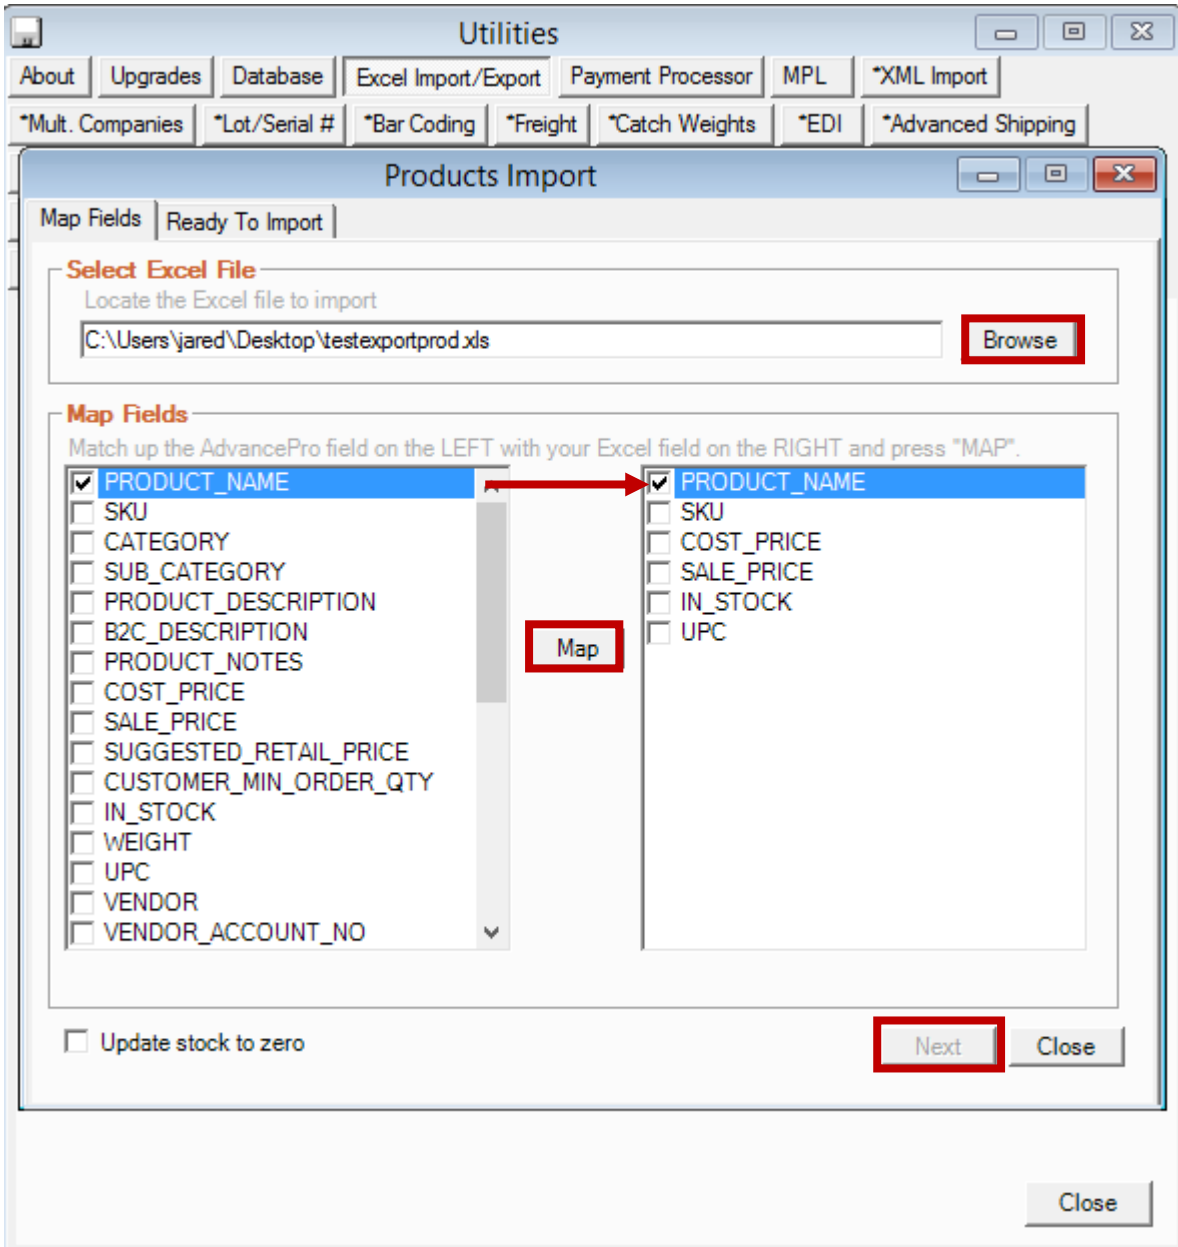 Utilities
About Upgrades Database Excel Import/Export Payment Processor MPL *XML Import
*Mult. Companies *Lot/Serial # *Bar Coding *Freight *Catch Weights *EDI *Advanced Shipping
Products Import
Map Fields Ready To Import
Select Excel File
Locate the Excel file to import
C:\Users\jared\Desktop\testexportprod.xls Browse
Map Fields
Match up the AdvancePro field on the LEFT with your Excel field on the RIGHT and press "MAP".
PRODUCT_NAME PRODUCT_NAME
SKU SKU
CATEGORY COST_PRICE
SUB_CATEGORY SALE_PRICE
PRODUCT_DESCRIPTION IN_STOCK
B2C_DESCRIPTION UPC
Map
PRODUCT_NOTES
COST_PRICE
SALE_PRICE
SUGGESTED_RETAIL_PRICE
CUSTOMER_MIN_ORDER_QTY
IN_STOCK
WEIGHT
UPC
VENDOR
VENDOR_ACCOUNT_NO
Update stock to zero Next Close
Close